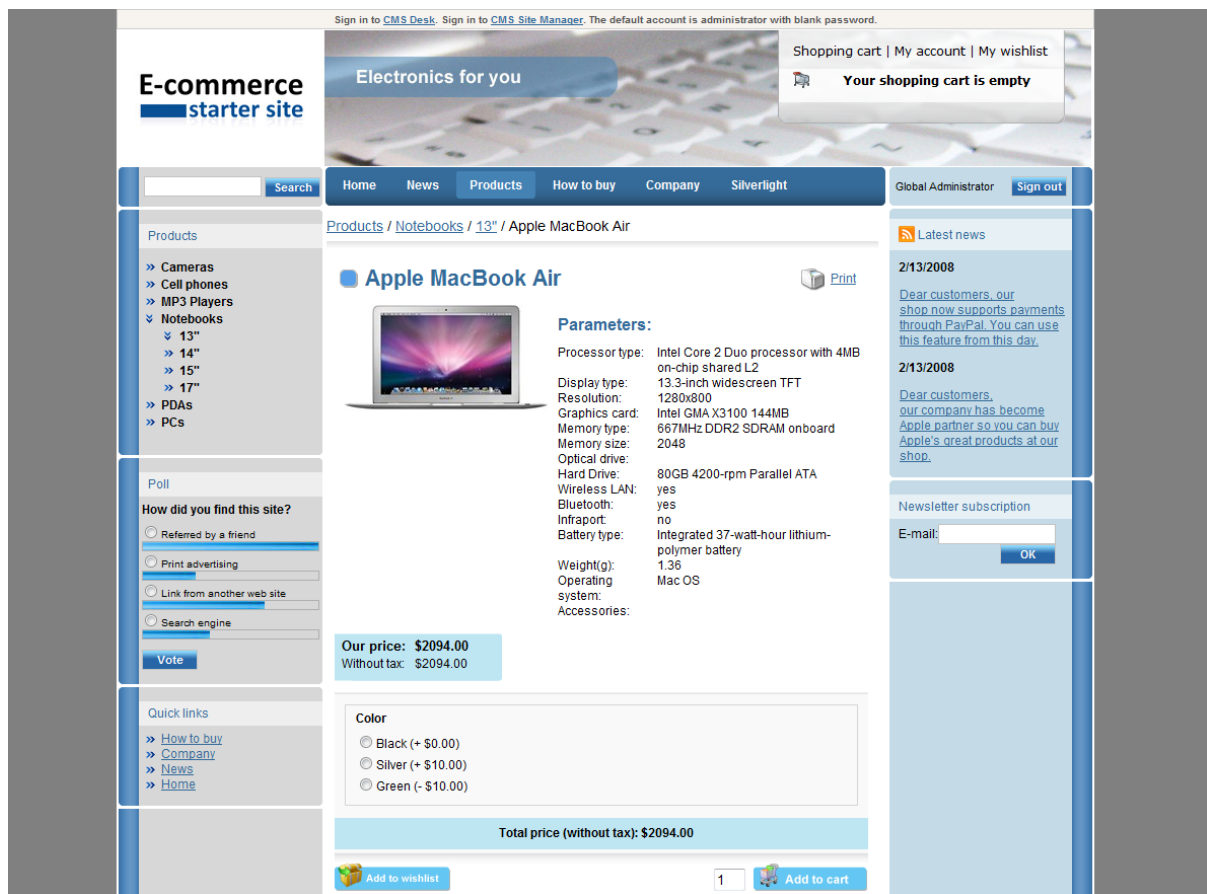 Sign in to CMS Desk. Sign in to CMS Site Manager. The default account is administrator with blank password.
E-commerce
starter site
Electronics for you
Shopping cart | My account | My wishlist
Your shopping cart is empty
Search
Home News Products How to buy Company Silverlight
Global Administrator Sign out
Products
» Cameras
» Cell phones
» MP3 Players
Notebooks
13"
» 14"
» 15"
» 17"
» PDAs
» PCs
Poll
How did you find this site?
Referred by a friend
Print advertising
Link from another web site
Search engine
Vote
Quick links
» How to buy
» Company
» News
» Home
Products / Notebooks / 13" / Apple MacBook Air
Apple MacBook Air
Print
Parameters:
Processor type: Intel Core 2 Duo processor with 4MB
on-chip shared L2
Display type: 13.3-inch widescreen TFT
Resolution: 1280x800
Graphics card: Intel GMA X3100 144MB
Memory type: 667MHz DDR2 SDRAM onboard
Memory size: 2048
Optical drive:
Hard Drive: 80GB 4200-rpm Parallel ATA
Wireless LAN: yes
Bluetooth: yes
Infraport: no
Battery type: Integrated 37-watt-hour lithium-
polymer battery
Weight(g): 1.36
Operating Mac OS
system:
Accessories:
Our price: $2094.00
Without tax: $2094.00
Color
Black (+ $0.00)
Silver (+ $10.00)
Green (- $10.00)
Total price (without tax): $2094.00
Add to wishlist
1 Add to cart
Latest news
2/13/2008
Dear customers, our
shop now supports payments
through PayPal. You can use
this feature from this day.
2/13/2008
Dear customers,
our company has become
Apple partner so you can buy
Apple's great products at our
shop.
Newsletter subscription
E-mail:
OK